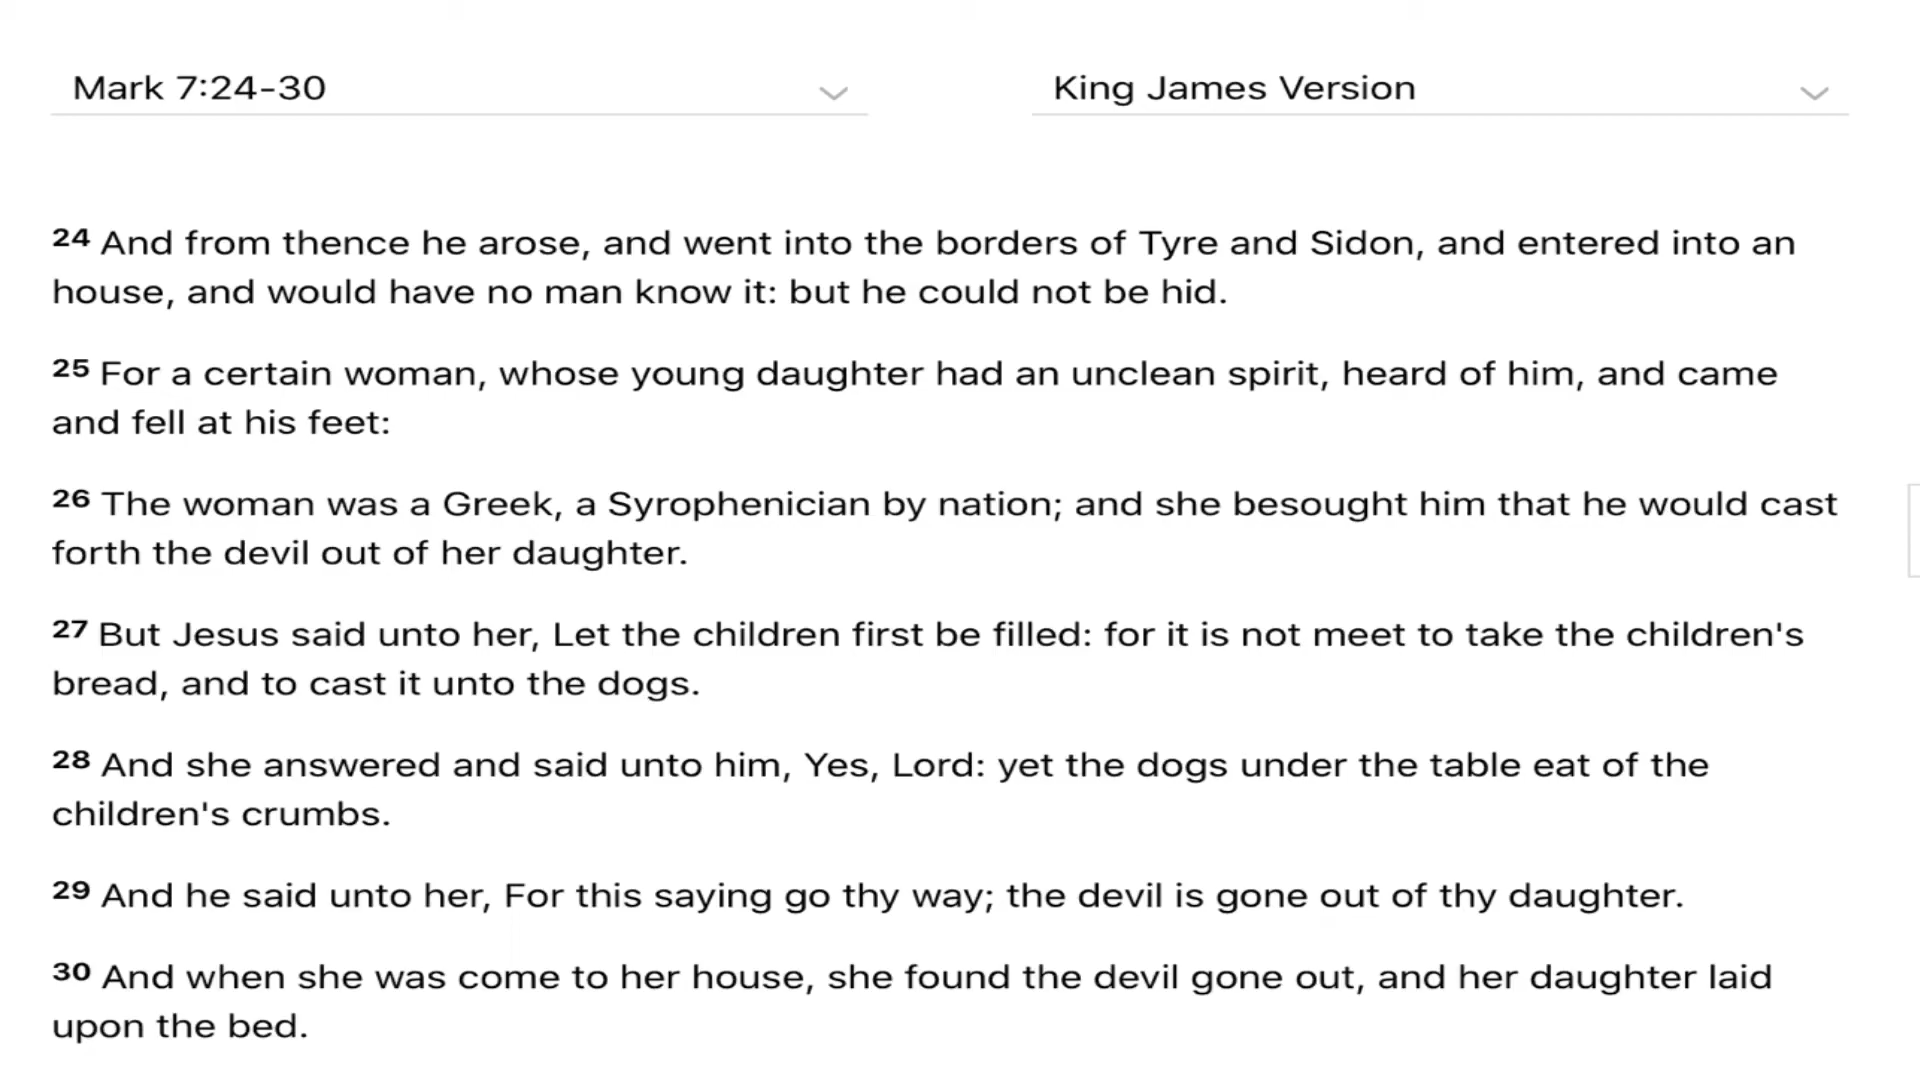 Mark 7:24-30
King James Version
24 And from thence he arose, and went into the borders of Tyre and Sidon, and entered into an
house, and would have no man know it: but he could not be hid.
25 For a certain woman, whose young daughter had an unclean spirit, heard of him, and came
and fell at his feet:
26 The woman was a Greek, a Syrophenician by nation; and she besought him that he would cast
forth the devil out of her daughter.
27 But Jesus said unto her, Let the children first be filled: for it is not meet to take the children's
bread, and to cast it unto the dogs.
28 And she answered and said unto him, Yes, Lord: yet the dogs under the table eat of the
children's crumbs.
29 And he said unto her, For this saying go thy way; the devil is gone out of thy daughter.
30 And when she was come to her house, she found the devil gone out, and her daughter laid
upon the bed.